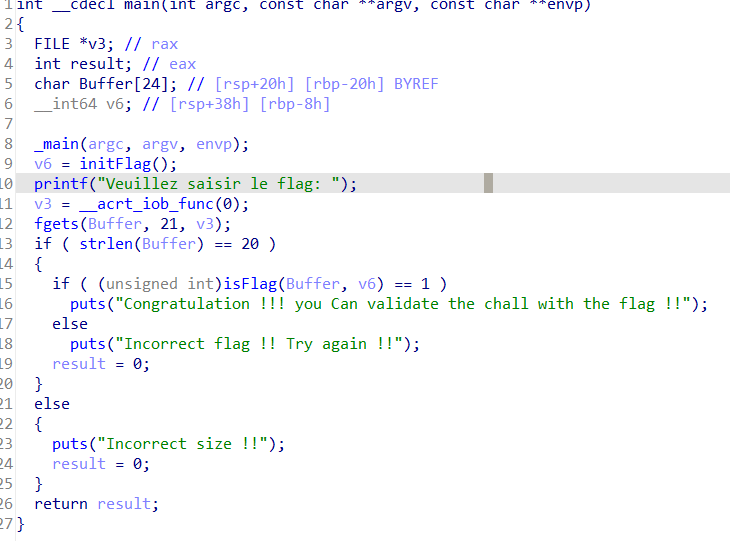 1 int __cdecl main(int argc, const char **argv, const char **envp)
2 {
3 FILE *v3; // rax
4 int result; // eax
5 char Buffer[24]; // [rsp+20h] [rbp-20h] BYREF
6 __int64 v6; // [rsp+38h] [rbp-8h]
7
8 _main(argc, argv, envp);
9 v6 = initFlag();
10 printf("Veuillez saisir le flag: ");
11 v3 = __acrt_iob_func(0);
12 fgets(Buffer, 21, v3);
13 if ( strlen(Buffer) == 20 )
14 {
15 if ( (unsigned int)isFlag(Buffer, v6) == 1 )
16 puts("Congratulation !!! you Can validate the chall with the flag !!");
17 else
18 puts("Incorrect flag !! Try again !!");
19 result = 0;
20 }
21 else
22 {
23 puts("Incorrect size !!");
24 result = 0;
25 }
26 return result;
27 }